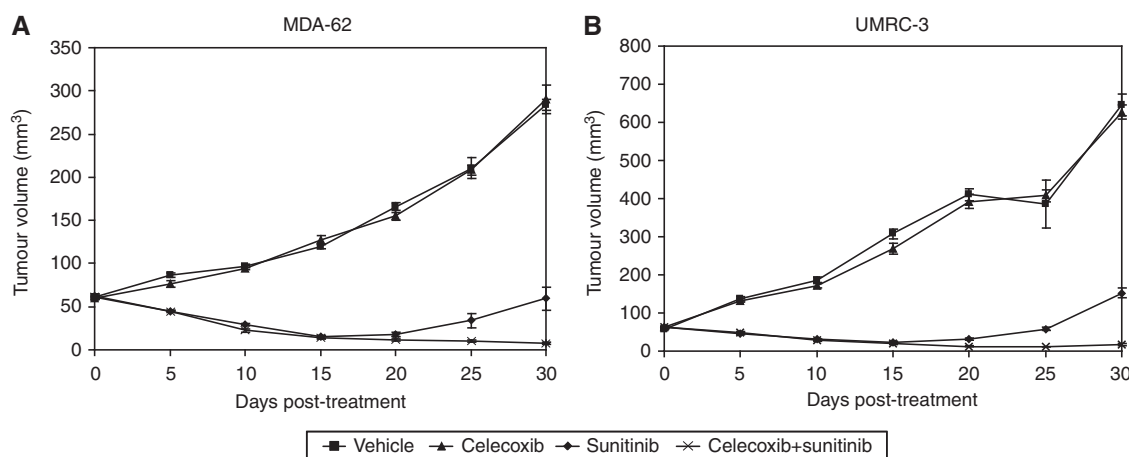 A
MDA-62
Tumour volume (mm³)
350
300
250
200
150
100
50
0
0 5 10 15 20 25 30
Days post-treatment
B
UMRC-3
Tumour volume (mm³)
800
700
600
500
400
300
200
100
0
0 5 10 15 20 25 30
Days post-treatment
Vehicle Celecoxib Sunitinib Celecoxib+sunitinib